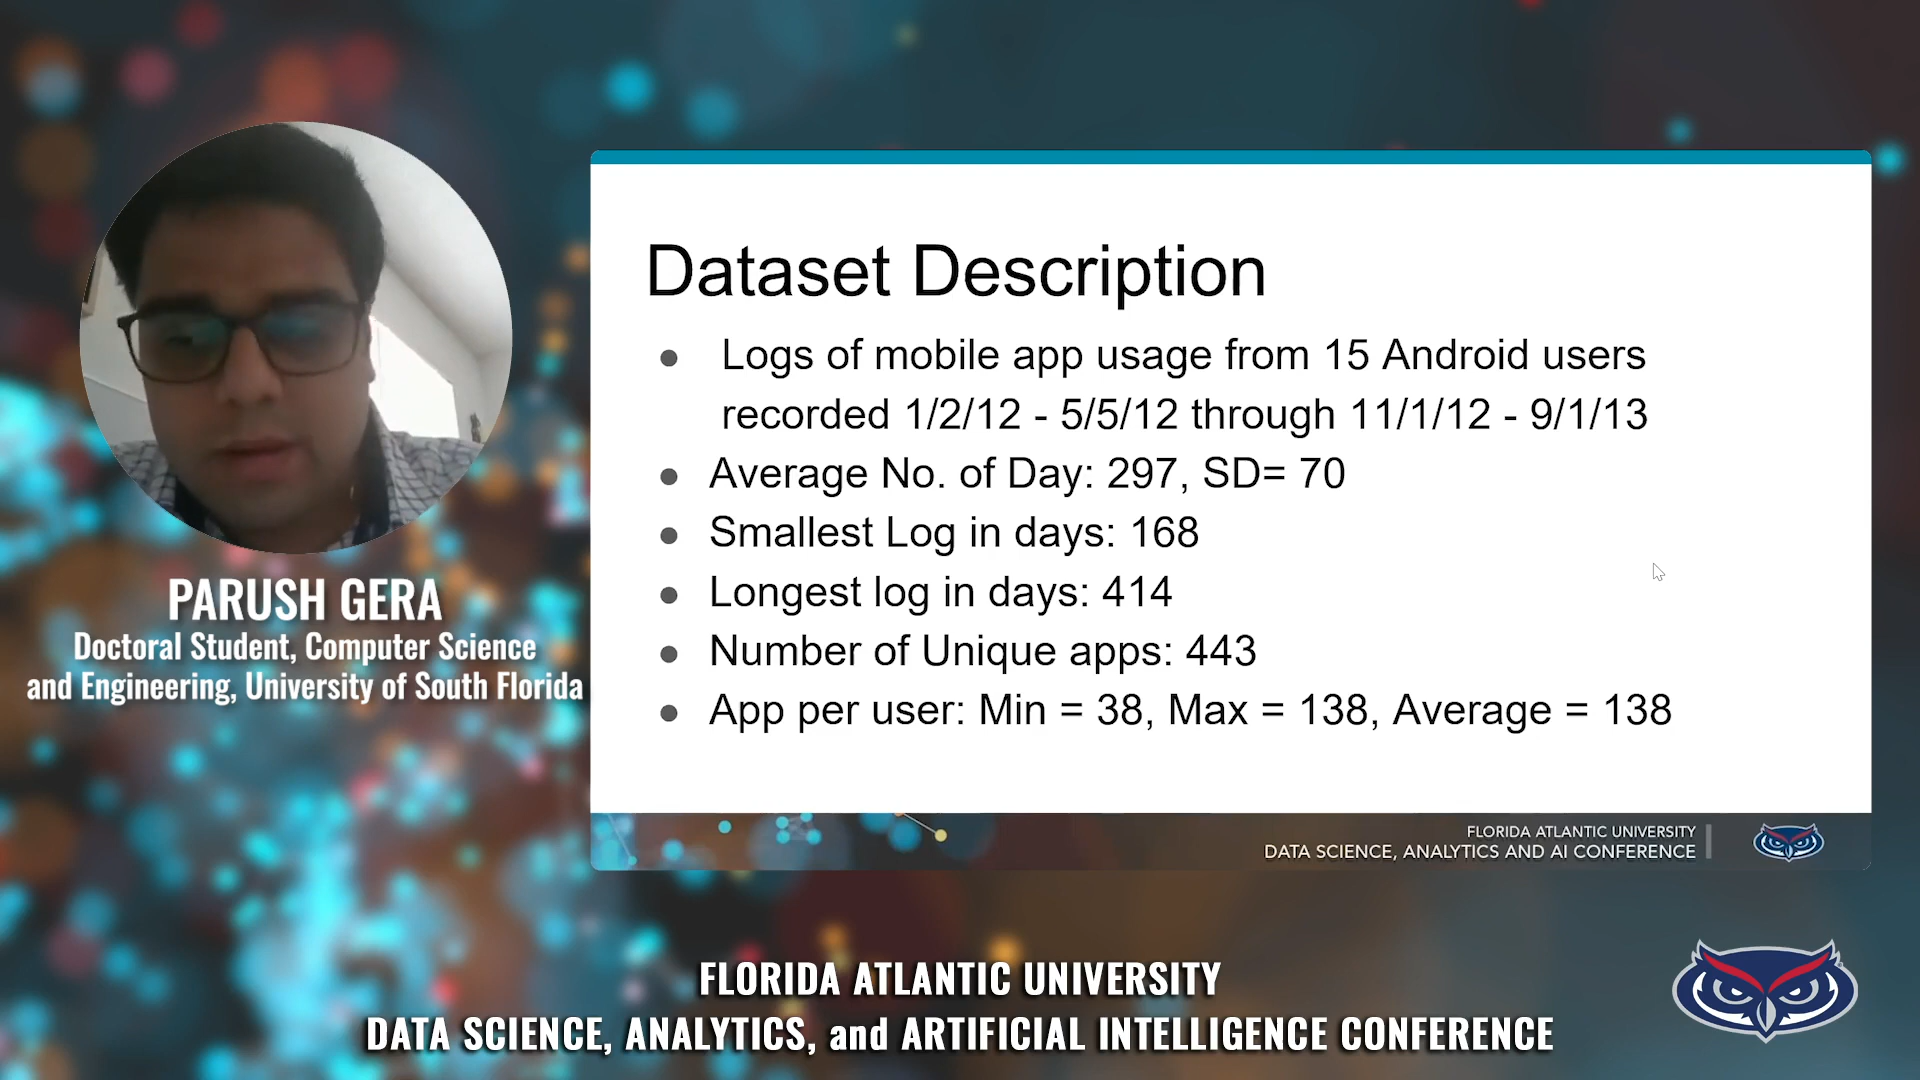 PARUSH GERA
Doctoral Student, Computer Science
and Engineering, University of South Florida
Dataset Description
Logs of mobile app usage from 15 Android users
recorded 1/2/12 - 5/5/12 through 11/1/12 - 9/1/13
Average No. of Day: 297, SD= 70
Smallest Log in days: 168
Longest log in days: 414
Number of Unique apps: 443
App per user: Min = 38, Max = 138, Average = 138
FLORIDA ATLANTIC UNIVERSITY
DATA SCIENCE, ANALYTICS AND AI CONFERENCE
FLORIDA ATLANTIC UNIVERSITY
DATA SCIENCE, ANALYTICS, and ARTIFICIAL INTELLIGENCE CONFERENCE